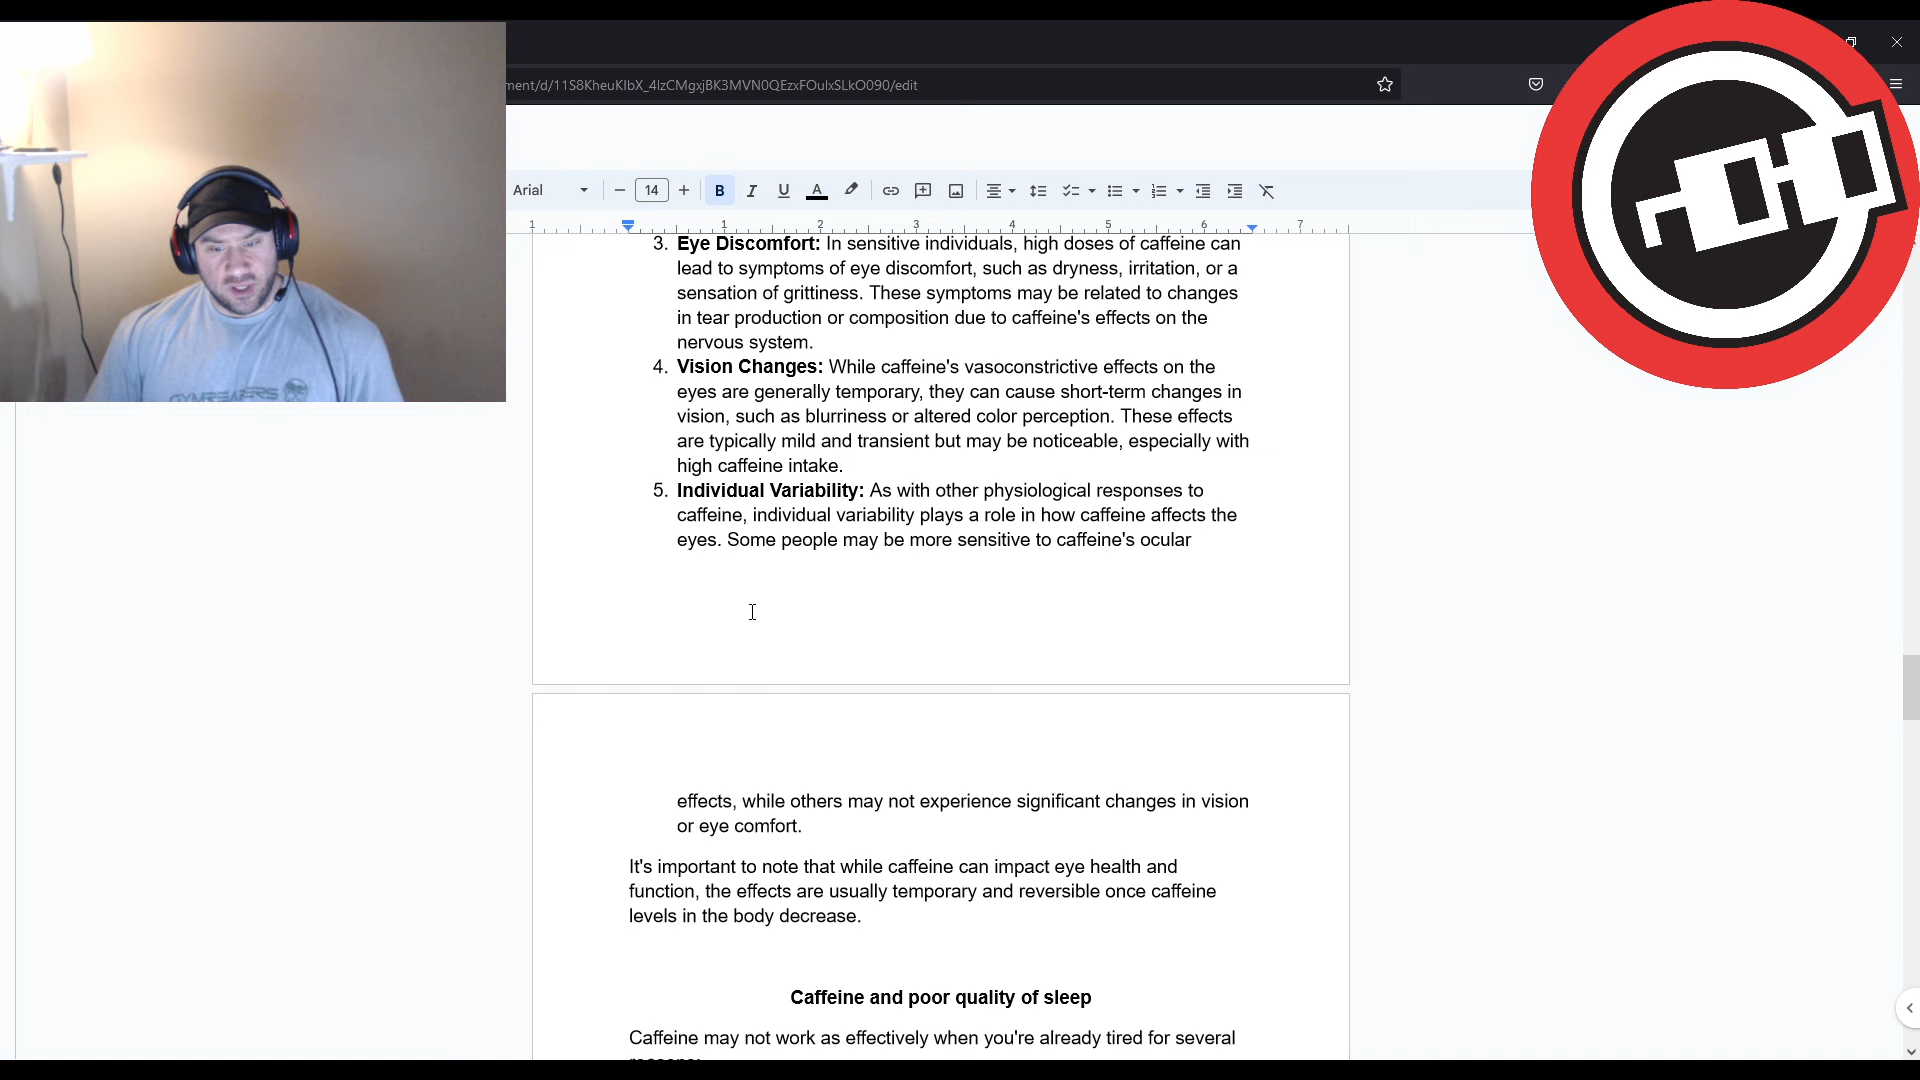 ment/d/11S8KheuKIbX_4IzCMgxjBK3MVN0QEzxFOulxSLkO090/edit
Arial 14 B I U A
1 1 2 3 4 5 6 7
3. Eye Discomfort: In sensitive individuals, high doses of caffeine can
lead to symptoms of eye discomfort, such as dryness, irritation, or a
sensation of grittiness. These symptoms may be related to changes
in tear production or composition due to caffeine's effects on the
nervous system.
4. Vision Changes: While caffeine's vasoconstrictive effects on the
eyes are generally temporary, they can cause short-term changes in
vision, such as blurriness or altered color perception. These effects
are typically mild and transient but may be noticeable, especially with
high caffeine intake.
5. Individual Variability: As with other physiological responses to
caffeine, individual variability plays a role in how caffeine affects the
eyes. Some people may be more sensitive to caffeine's ocular
effects, while others may not experience significant changes in vision
or eye comfort.
It's important to note that while caffeine can impact eye health and
function, the effects are usually temporary and reversible once caffeine
levels in the body decrease.
Caffeine and poor quality of sleep
Caffeine may not work as effectively when you're already tired for several
GYMREAPERS